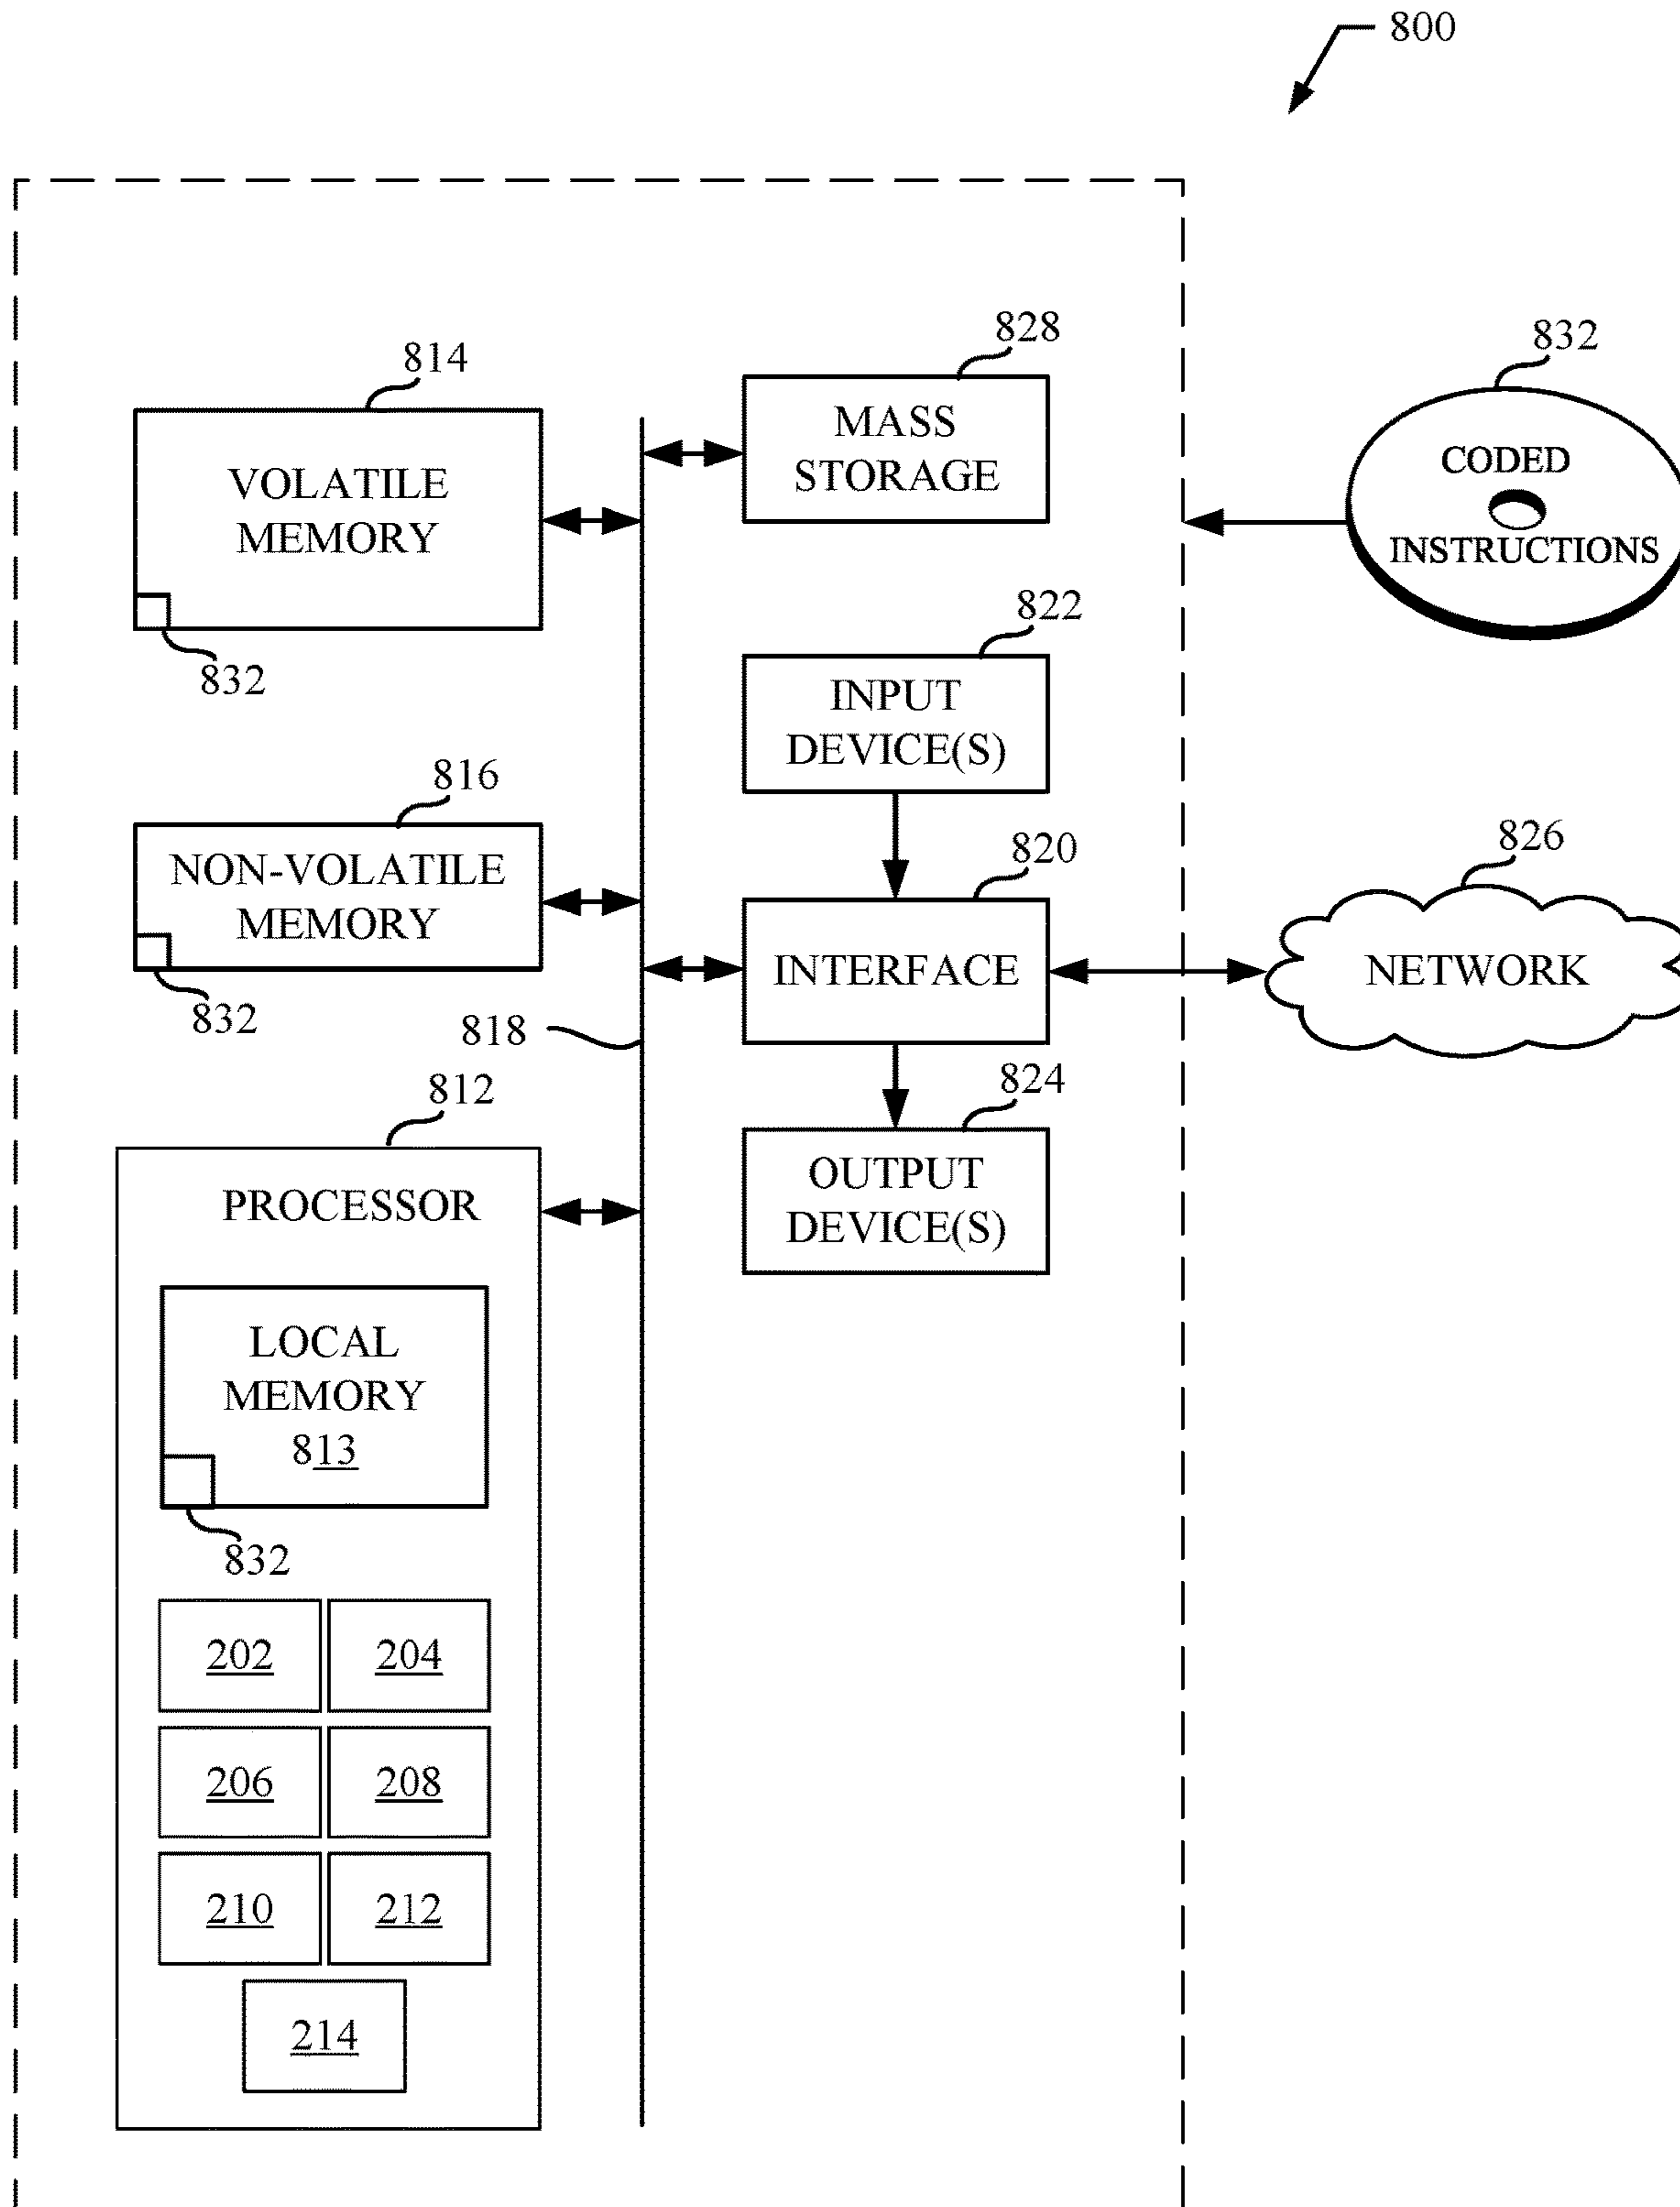 800
814
VOLATILE
MEMORY
832
828
MASS
STORAGE
832
CODED
INSTRUCTIONS
822
INPUT
DEVICE(S)
816
NON-VOLATILE
MEMORY
832
818
820
INTERFACE
826
NETWORK
824
OUTPUT
DEVICE(S)
812
PROCESSOR
LOCAL
MEMORY
813
832
202
204
206
208
210
212
214